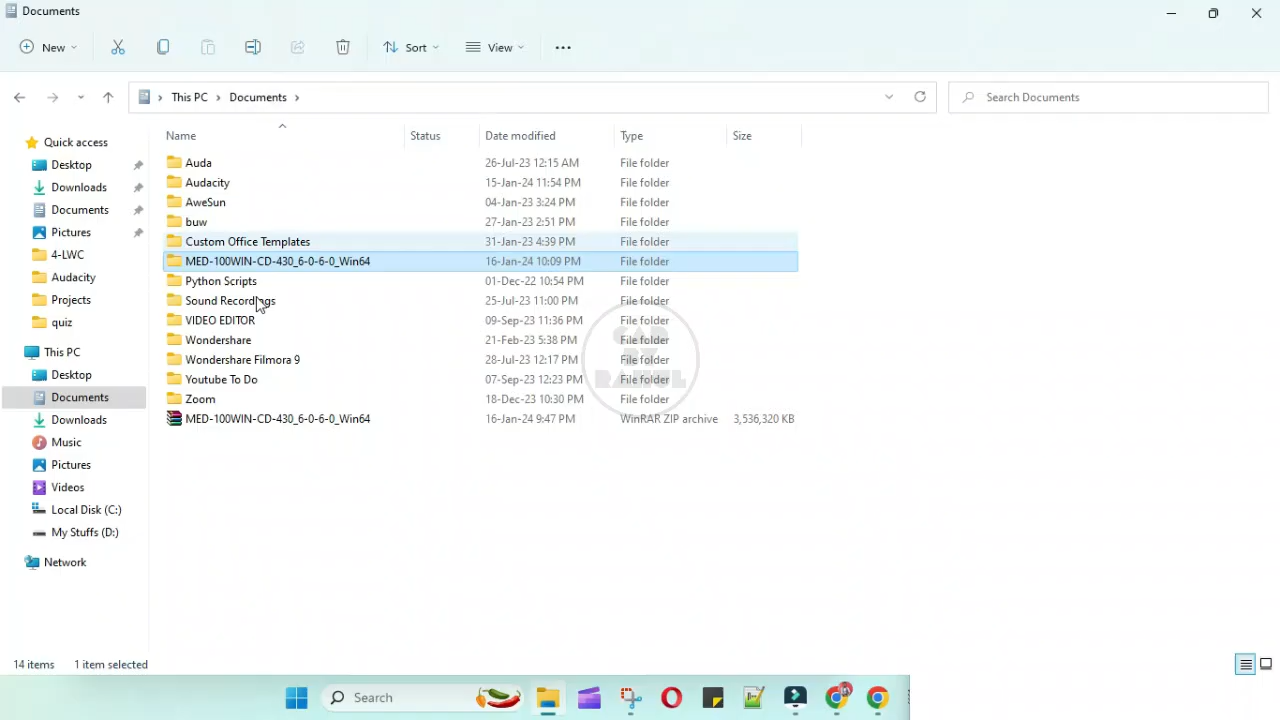 Documents
New
Sort
View
This PC
Documents
Search Documents
Name
Status
Date modified
Type
Size
Quick access
Desktop
Downloads
Documents
Pictures
4-LWC
Audacity
Projects
quiz
This PC
Desktop
Documents
Downloads
Music
Pictures
Videos
Local Disk (C:)
My Stuffs (D:)
Network
Auda 26-Jul-23 12:15 AM File folder
Audacity 15-Jan-24 11:54 PM File folder
AweSun 04-Jan-23 3:24 PM File folder
buw 27-Jan-23 2:51 PM File folder
Custom Office Templates 31-Jan-23 4:39 PM File folder
MED-100WIN-CD-430_6-0-6-0_Win64 16-Jan-24 10:09 PM File folder
Python Scripts 01-Dec-22 10:54 PM File folder
Sound Recordings 25-Jul-23 11:00 PM File folder
VIDEO EDITOR 09-Sep-23 11:36 PM File folder
Wondershare 21-Feb-23 5:38 PM File folder
Wondershare Filmora 9 28-Jul-23 12:17 PM File folder
Youtube To Do 07-Sep-23 12:23 PM File folder
Zoom 18-Dec-23 10:30 PM File folder
MED-100WIN-CD-430_6-0-6-0_Win64 16-Jan-24 9:47 PM WinRAR ZIP archive 3,536,320 KB
CAD
BY
RAHUL
14 items
1 item selected
Search